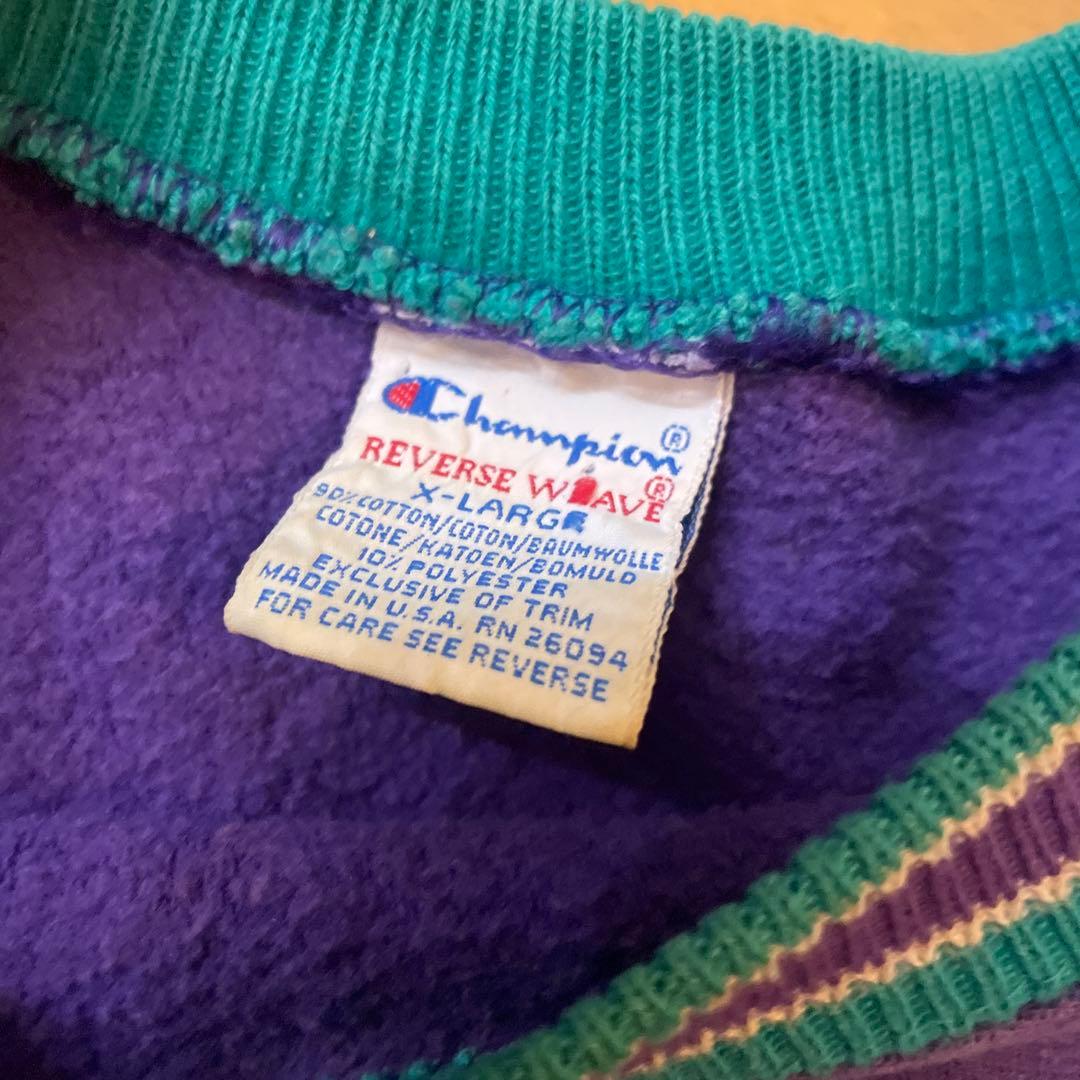 Champion®
REVERSE WEAVE®
X-LARGE
90% COTTON/COTON/BAUMWOLLE
COTONE/KATOEN/BOMULD
10% POLYESTER
EXCLUSIVE OF TRIM
MADE IN U.S.A. RN 26094
FOR CARE SEE REVERSE